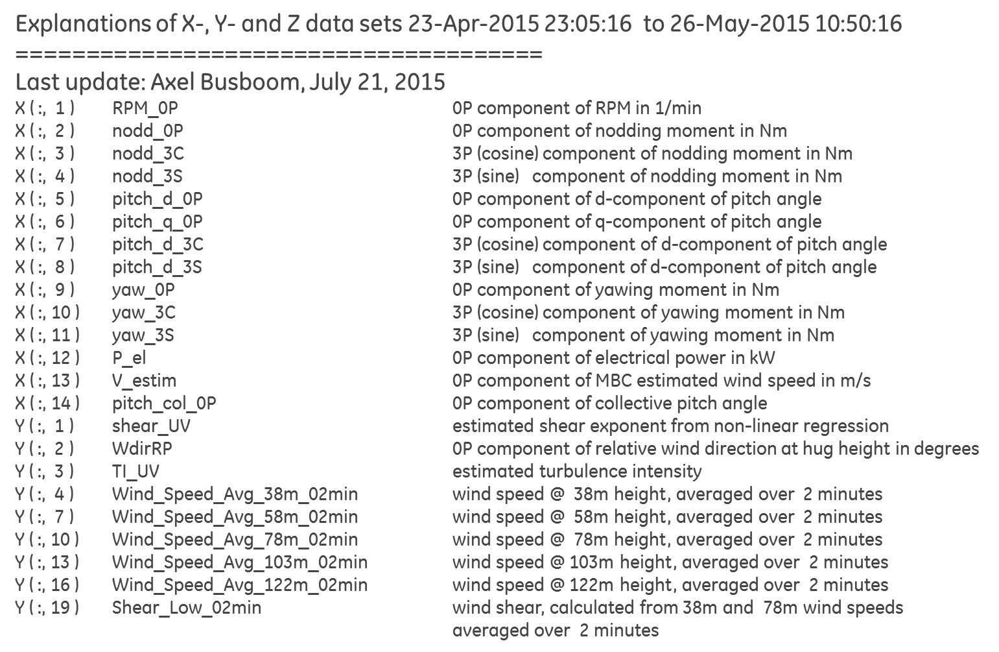 Explanations of X-, Y- and Z data sets 23-Apr-2015 23:05:16  to 26-May-2015 10:50:16
=====================================
Last update: Axel Busboom, July 21, 2015
X ( :,  1 )  RPM_0P  0P component of RPM in 1/min
X ( :,  2 )  nodd_0P  0P component of nodding moment in Nm
X ( :,  3 )  nodd_3C  3P (cosine) component of nodding moment in Nm
X ( :,  4 )  nodd_3S  3P (sine)   component of nodding moment in Nm
X ( :,  5 )  pitch_d_0P  0P component of d-component of pitch angle
X ( :,  6 )  pitch_q_0P  0P component of q-component of pitch angle
X ( :,  7 )  pitch_d_3C  3P (cosine) component of d-component of pitch angle
X ( :,  8 )  pitch_d_3S  3P (sine)   component of d-component of pitch angle
X ( :,  9 )  yaw_0P  0P component of yawing moment in Nm
X ( :, 10 )  yaw_3C  3P (cosine) component of yawing moment in Nm
X ( :, 11 )  yaw_3S  3P (sine)   component of yawing moment in Nm
X ( :, 12 )  P_el  0P component of electrical power in kW
X ( :, 13 )  V_estim  0P component of MBC estimated wind speed in m/s
X ( :, 14 )  pitch_col_0P  0P component of collective pitch angle
Y ( :,  1 )  shear_UV  estimated shear exponent from non-linear regression
Y ( :,  2 )  WdirRP  0P component of relative wind direction at hug height in degrees
Y ( :,  3 )  TI_UV  estimated turbulence intensity
Y ( :,  4 )  Wind_Speed_Avg_38m_02min  wind speed @  38m height, averaged over  2 minutes
Y ( :,  7 )  Wind_Speed_Avg_58m_02min  wind speed @  58m height, averaged over  2 minutes
Y ( :, 10 )  Wind_Speed_Avg_78m_02min  wind speed @  78m height, averaged over  2 minutes
Y ( :, 13 )  Wind_Speed_Avg_103m_02min  wind speed @ 103m height, averaged over  2 minutes
Y ( :, 16 )  Wind_Speed_Avg_122m_02min  wind speed @ 122m height, averaged over  2 minutes
Y ( :, 19 )  Shear_Low_02min  wind shear, calculated from 38m and  78m wind speeds
averaged over  2 minutes